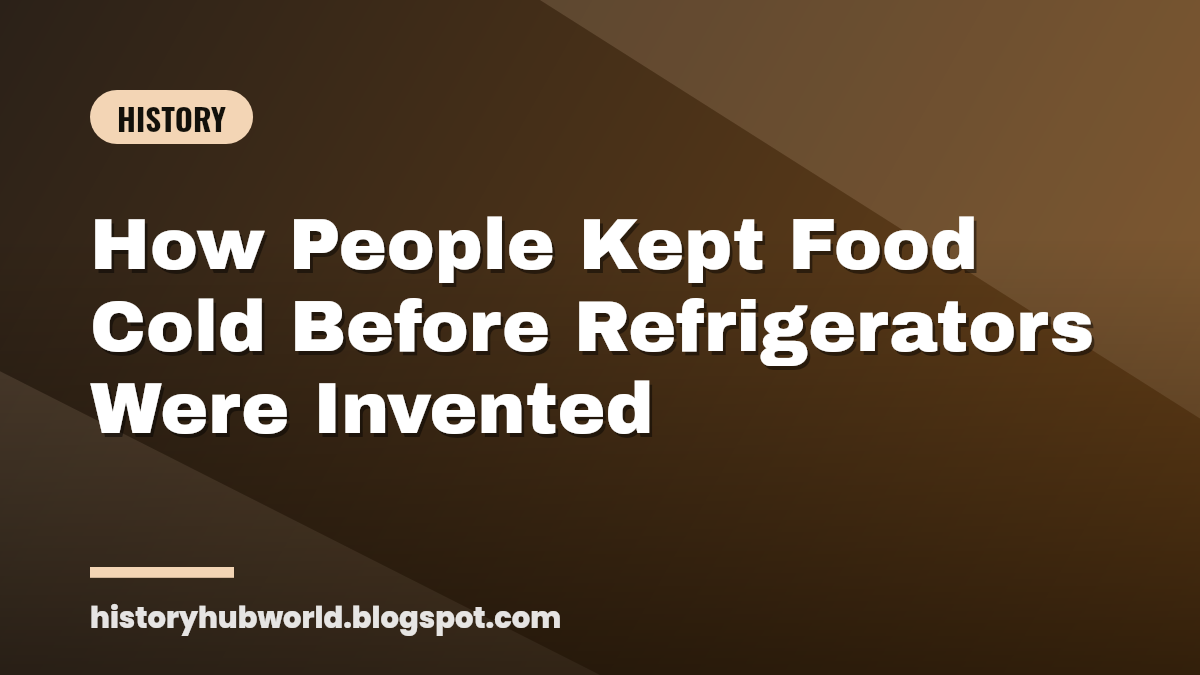 HISTORY
How People Kept Food
Cold Before Refrigerators
Were Invented
historyhubworld.blogspot.com